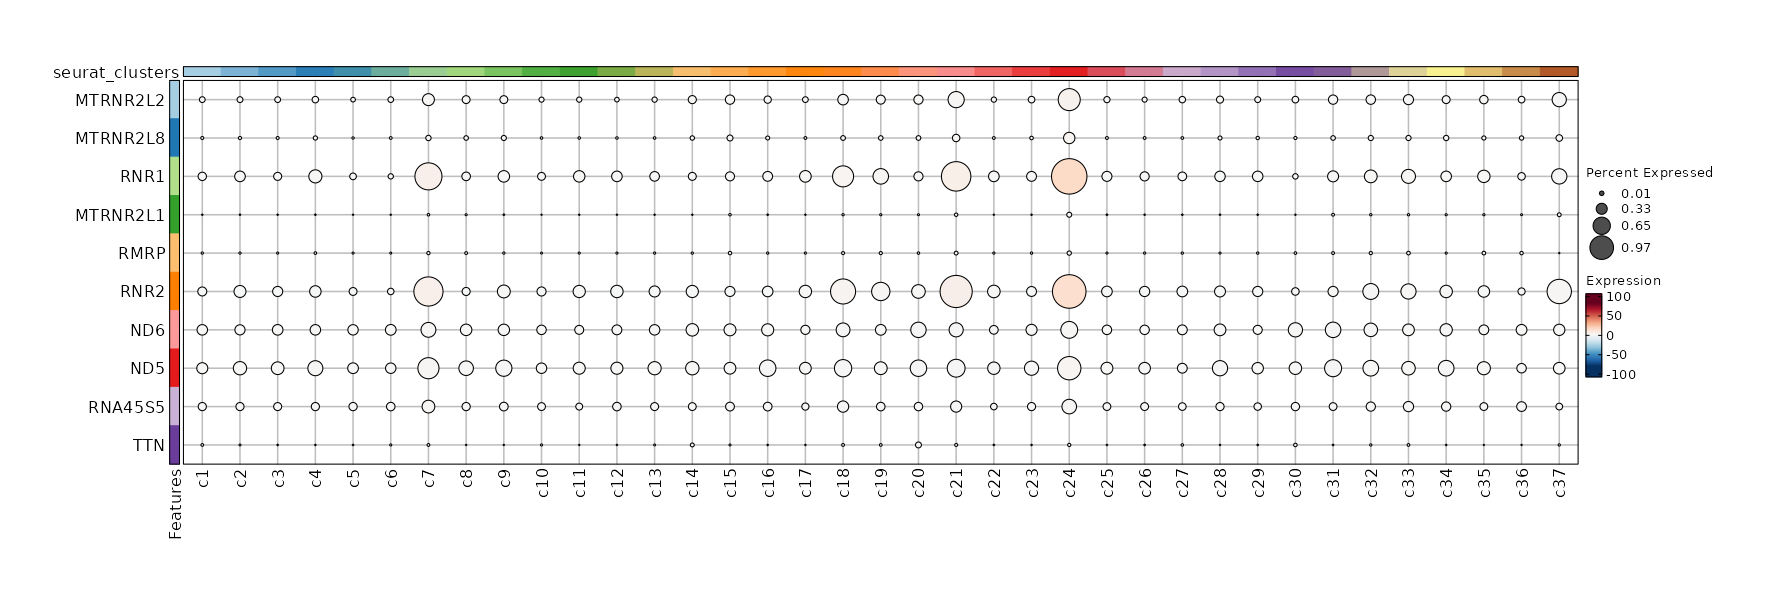 seurat_clusters
MTRNR2L2
MTRNR2L8
RNR1
MTRNR2L1
RMRP
RNR2
ND6
ND5
RNA45S5
TTN
Features
c1 c2 c3 c4 c5 c6 c7 c8 c9 c10 c11 c12 c13 c14 c15 c16 c17 c18 c19 c20 c21 c22 c23 c24 c25 c26 c27 c28 c29 c30 c31 c32 c33 c34 c35 c36 c37
Percent Expressed
0.01
0.33
0.65
0.97
Expression
100
50
0
-50
-100